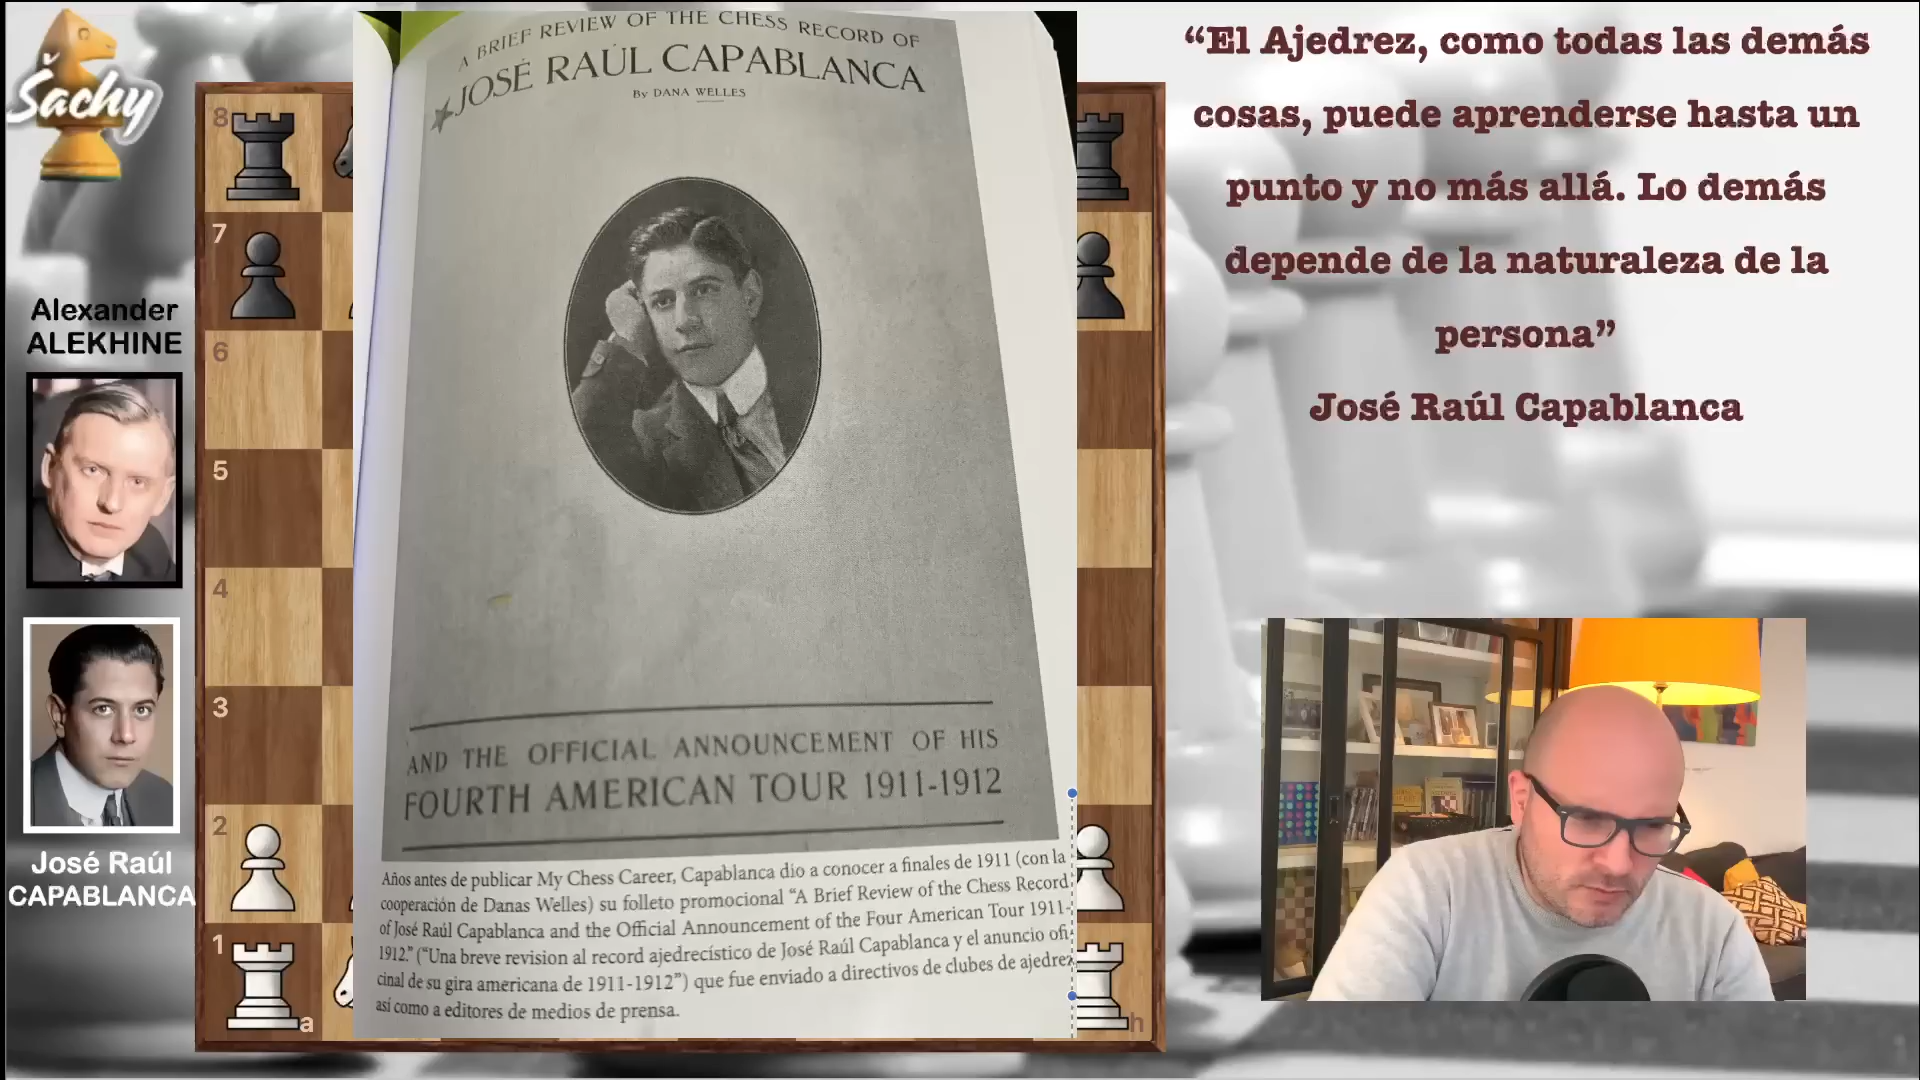 Šachy
Alexander
ALEKHINE
José Raúl
CAPABLANCA
8
7
6
5
4
3
2
1
a
h
A BRIEF REVIEW OF THE CHESS RECORD OF
JOSÉ RAÚL CAPABLANCA
By DANA WELLES
AND THE OFFICIAL ANNOUNCEMENT OF HIS
FOURTH AMERICAN TOUR 1911-1912
Años antes de publicar My Chess Career, Capablanca dio a conocer a finales de 1911 (con la
cooperación de Danas Welles) su folleto promocional “A Brief Review of the Chess Record
of José Raúl Capablanca and the Official Announcement of the Four American Tour 1911-
1912.” (“Una breve revision al record ajedrecístico de José Raúl Capablanca y el anuncio ofi-
cinal de su gira americana de 1911-1912”) que fue enviado a directivos de clubes de ajedrez
así como a editores de medios de prensa.
“El Ajedrez, como todas las demás
cosas, puede aprenderse hasta un
punto y no más allá. Lo demás
depende de la naturaleza de la
persona”
José Raúl Capablanca